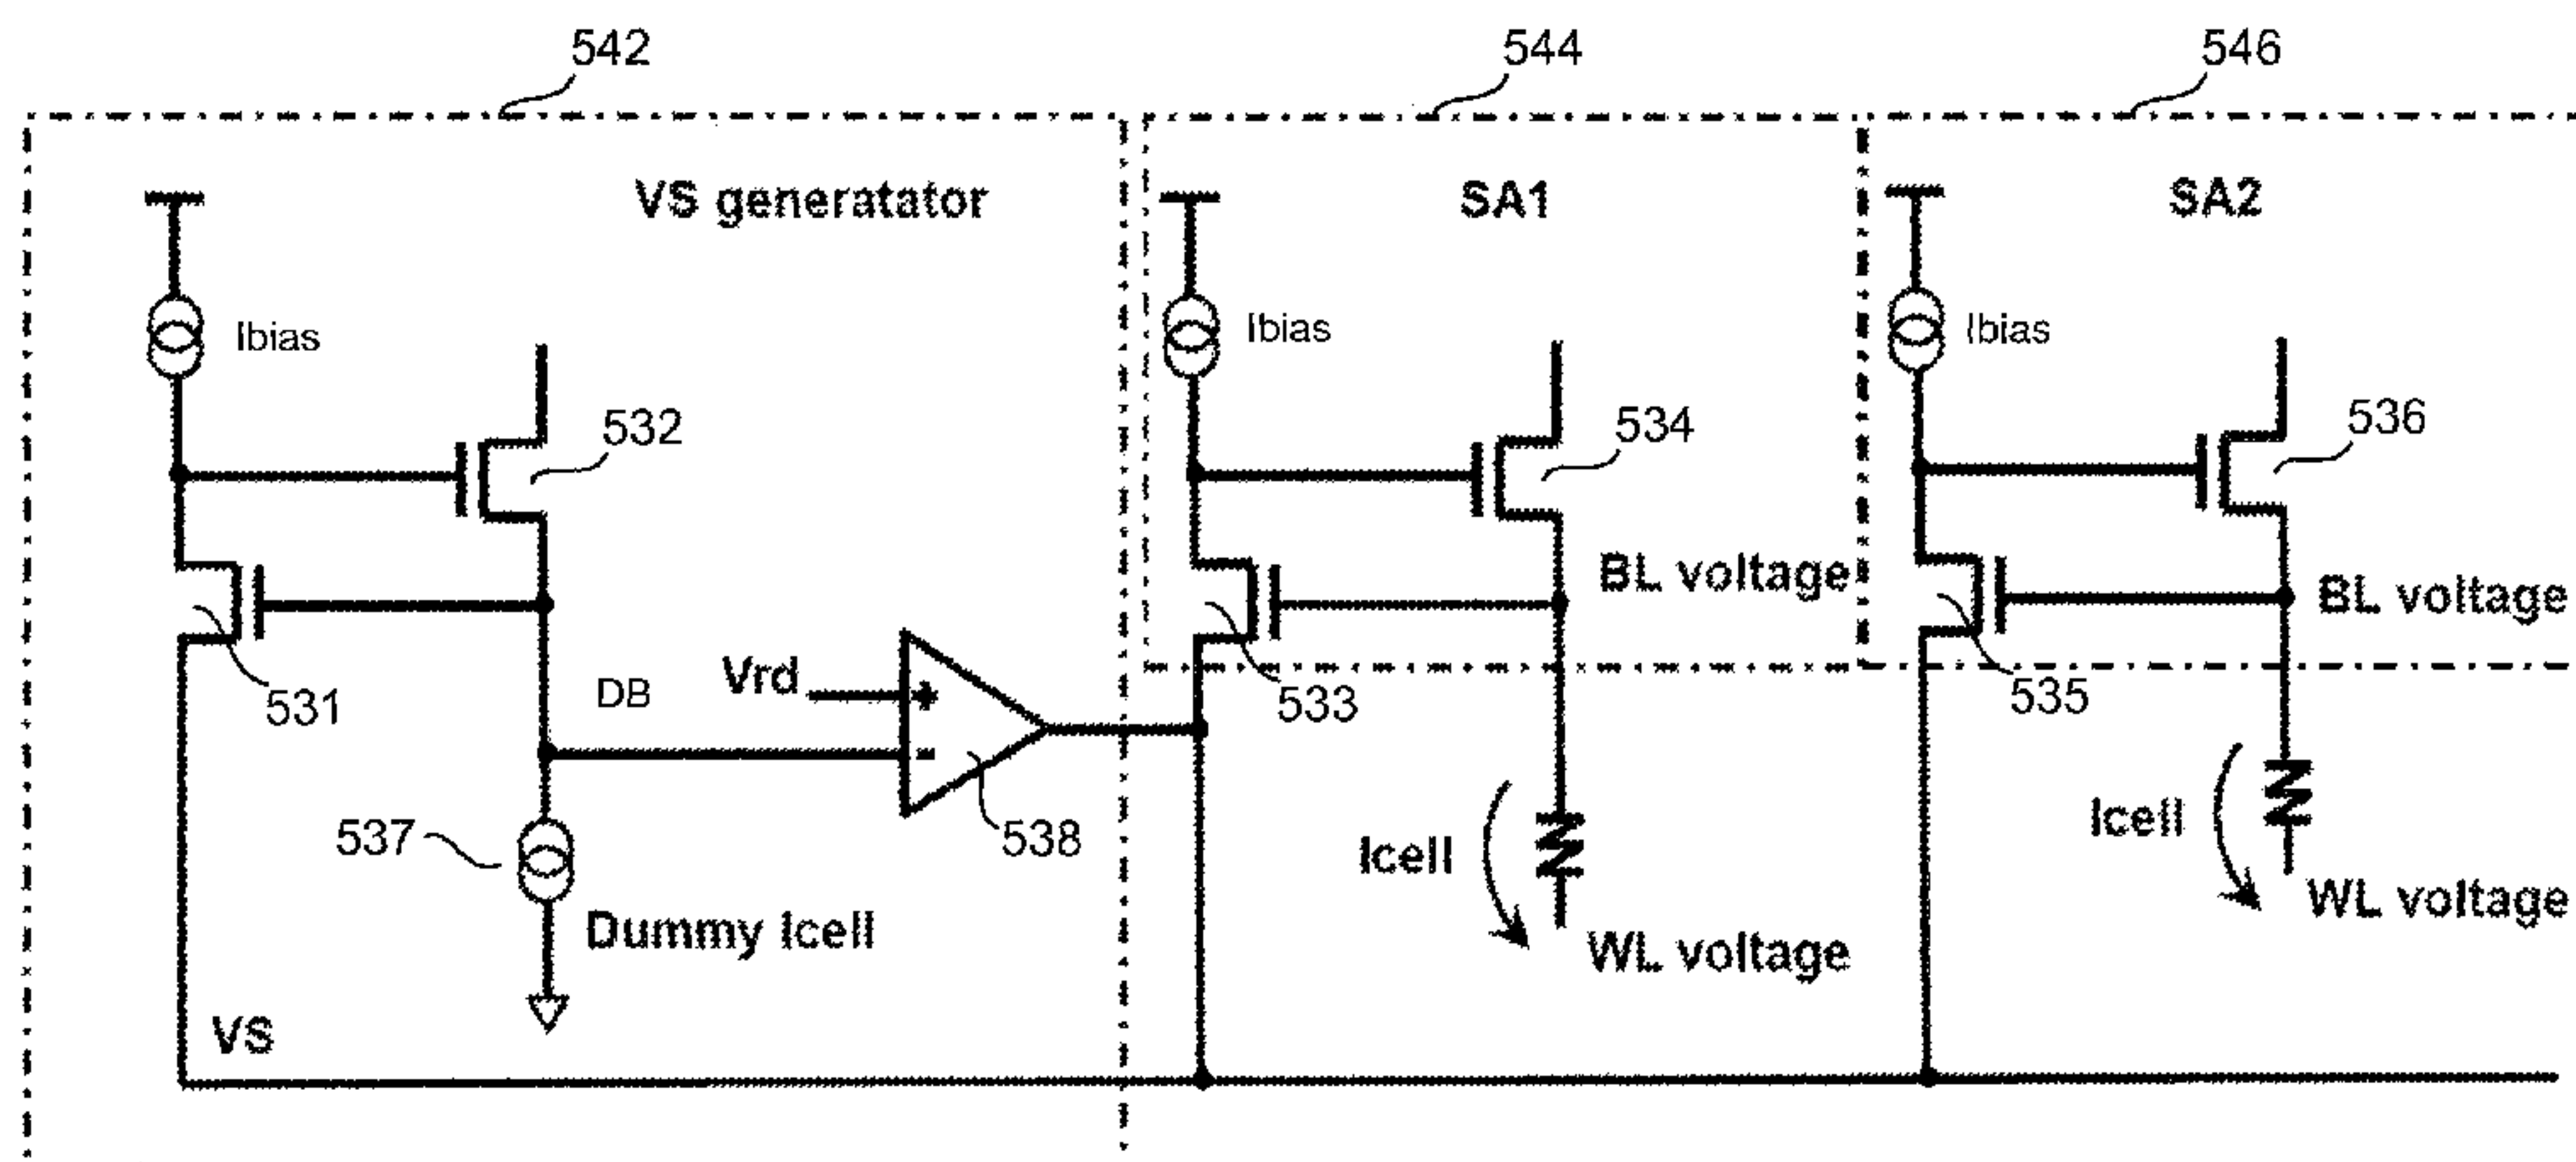 542
544
546
VS generatator
SA1
SA2
Ibias
Ibias
Ibias
532
534
536
BL voltage
BL voltage
531
DB
Vrd
+
-
533
535
537
538
Icell
Icell
Dummy Icell
WL voltage
WL voltage
VS